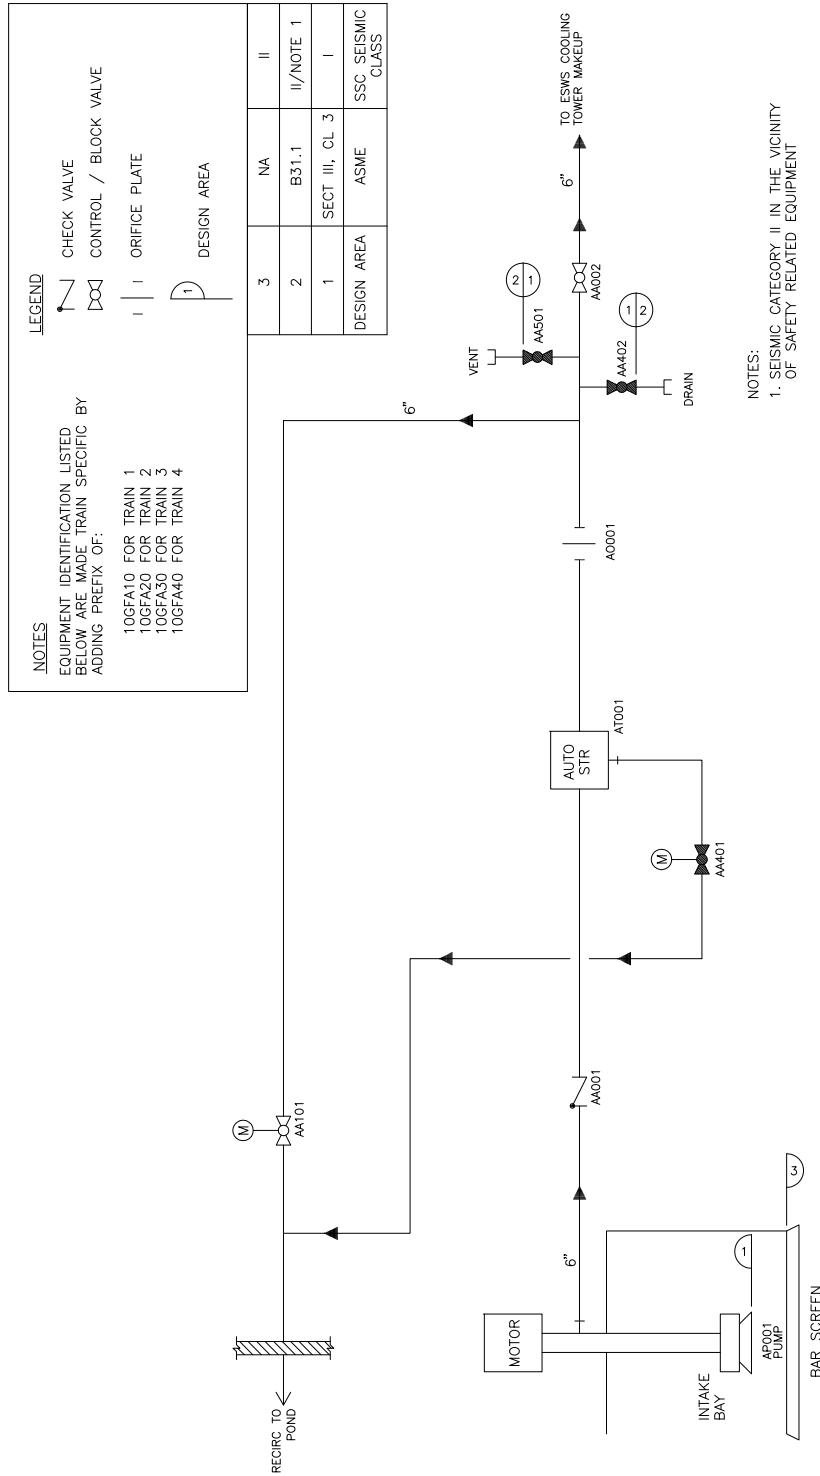 NOTES
EQUIPMENT IDENTIFICATION LISTED
BELOW ARE MADE TRAIN SPECIFIC BY
ADDING PREFIX OF:
10GFA10 FOR TRAIN 1
10GFA20 FOR TRAIN 2
10GFA30 FOR TRAIN 3
10GFA40 FOR TRAIN 4
LEGEND
CHECK VALVE
CONTROL / BLOCK VALVE
ORIFICE PLATE
1
DESIGN AREA
3 NA II
2 B31.1 II/NOTE 1
1 SECT III, CL 3 I
DESIGN AREA ASME SSC SEISMIC
CLASS
RECIRC TO
POND
M
AA101
6"
MOTOR
INTAKE
BAY
AP001
PUMP
1
3
BAR SCREEN
6"
AA001
M
AA401
AUTO
STR
AT001
AO001
VENT
AA501
2 1
AA402
1 2
DRAIN
AA002
6"
TO ESWS COOLING
TOWER MAKEUP
NOTES:
1. SEISMIC CATEGORY II IN THE VICINITY
OF SAFETY RELATED EQUIPMENT